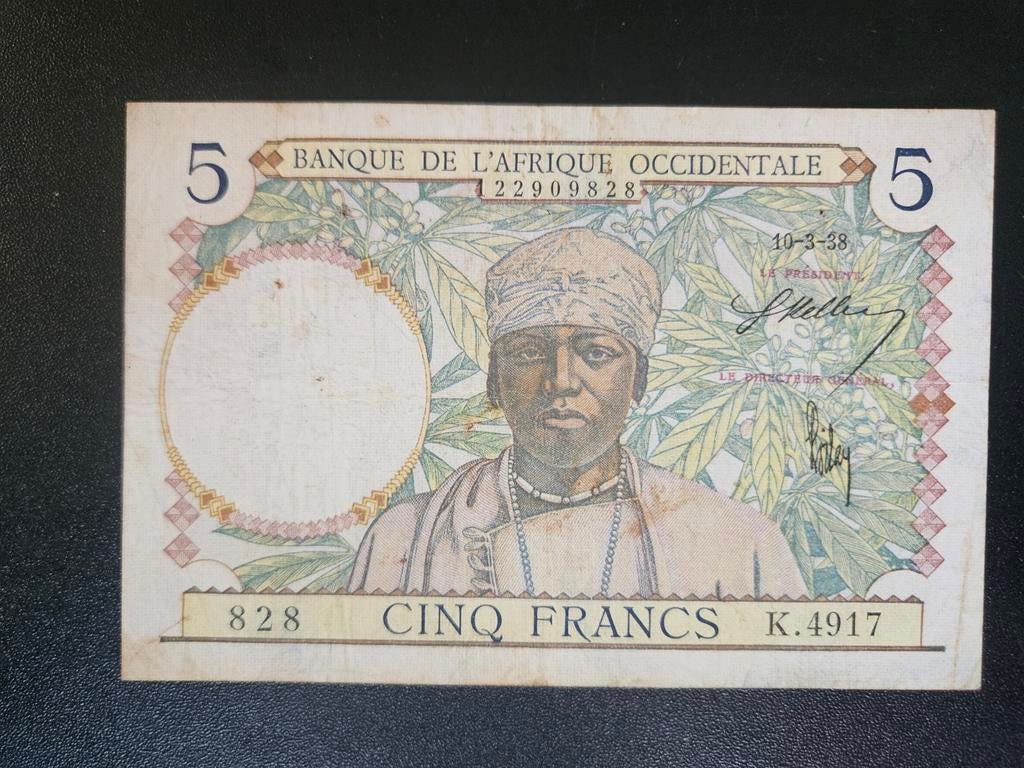 5 BANQUE DE L'AFRIQUE OCCIDENTALE 5
122909828
10-3-38
LE PRÉSIDENT,
LE DIRECTEUR GÉNÉRAL,
828 CINQ FRANCS K.4917